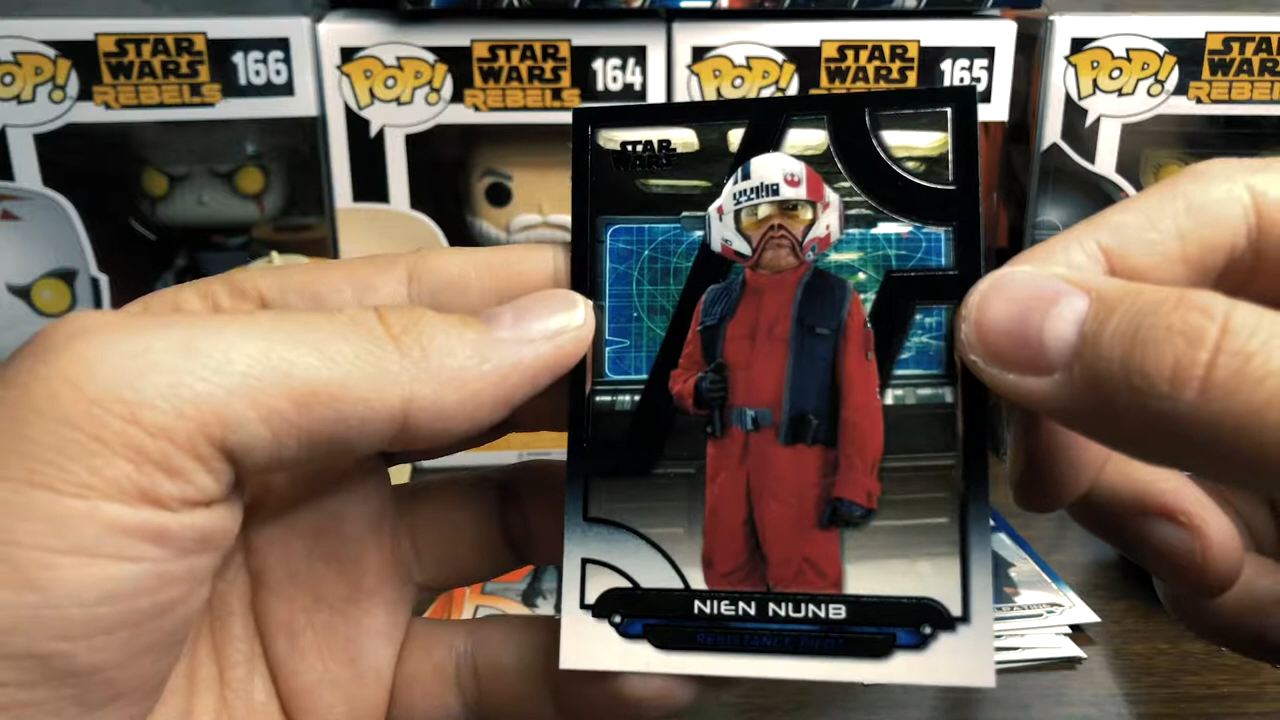 POP!
STAR
WARS
REBELS
166
POP!
STAR
WARS
REBELS
164
POP!
STAR
WARS
REBELS
165
POP!
STAR
WARS
REBEL
STAR
WARS
NIEN NUNB
RESISTANCE PILOT